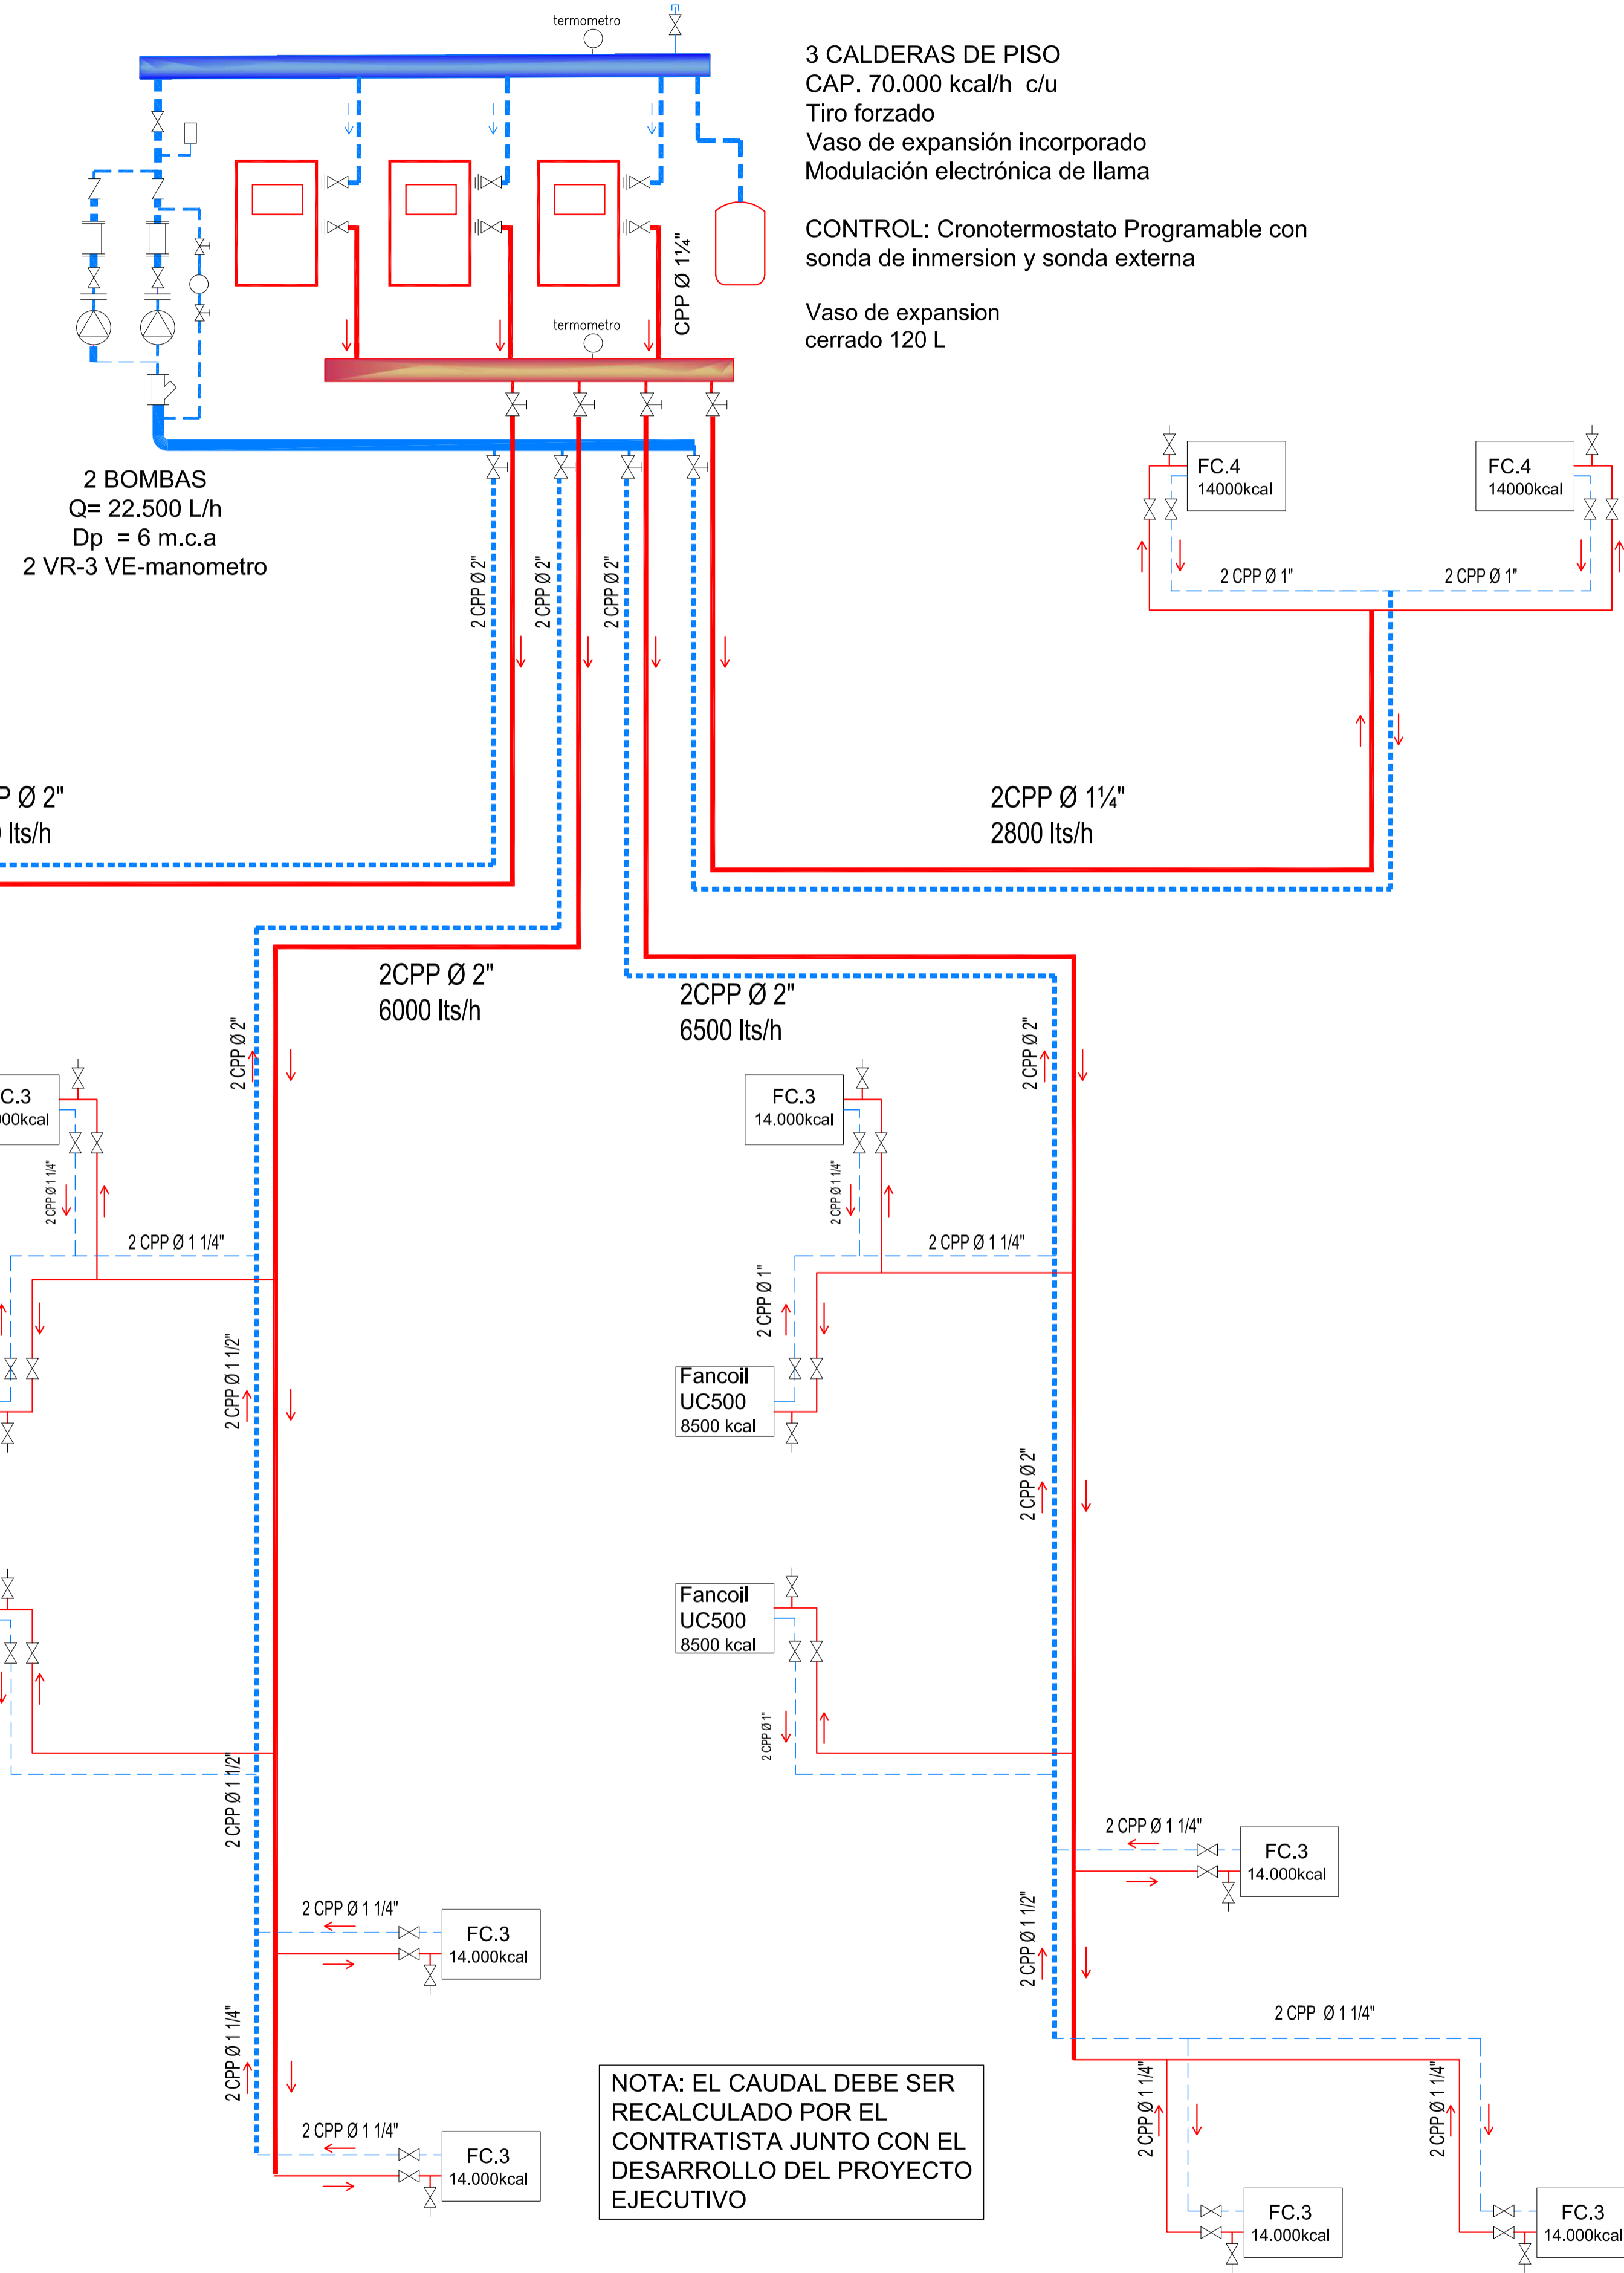 termometro
3 CALDERAS DE PISO
CAP. 70.000 kcal/h c/u
Tiro forzado
Vaso de expansión incorporado
Modulación electrónica de llama
CONTROL: Cronotermostato Programable con
sonda de inmersion y sonda externa
Vaso de expansion
cerrado 120 L
CPP Ø 1¼"
termometro
2 BOMBAS
Q= 22.500 L/h
Dp = 6 m.c.a
2 VR-3 VE-manometro
FC.4
14000kcal
FC.4
14000kcal
2 CPP Ø 1"
2 CPP Ø 1"
2 CPP Ø 2"
2 CPP Ø 2"
2 CPP Ø 2"
P Ø 2"
lts/h
2CPP Ø 1¼"
2800 lts/h
2CPP Ø 2"
6000 lts/h
2CPP Ø 2"
6500 lts/h
2 CPP Ø 2"
2 CPP Ø 2"
C.3
000kcal
FC.3
14.000kcal
2 CPP Ø 1 1/4"
2 CPP Ø 1 1/4"
2 CPP Ø 1 1/4"
2 CPP Ø 1 1/4"
2 CPP Ø 1"
2 CPP Ø 1 1/2"
Fancoil
UC500
8500 kcal
2 CPP Ø 2"
Fancoil
UC500
8500 kcal
2 CPP Ø 1"
2 CPP Ø 1 1/2"
2 CPP Ø 1 1/4"
FC.3
14.000kcal
2 CPP Ø 1 1/4"
FC.3
14.000kcal
2 CPP Ø 1 1/2"
2 CPP Ø 1 1/4"
2 CPP Ø 1 1/4"
2 CPP Ø 1 1/4"
2 CPP Ø 1 1/4"
2 CPP Ø 1 1/4"
FC.3
14.000kcal
NOTA: EL CAUDAL DEBE SER
RECALCULADO POR EL
CONTRATISTA JUNTO CON EL
DESARROLLO DEL PROYECTO
EJECUTIVO
FC.3
14.000kcal
FC.3
14.000kcal